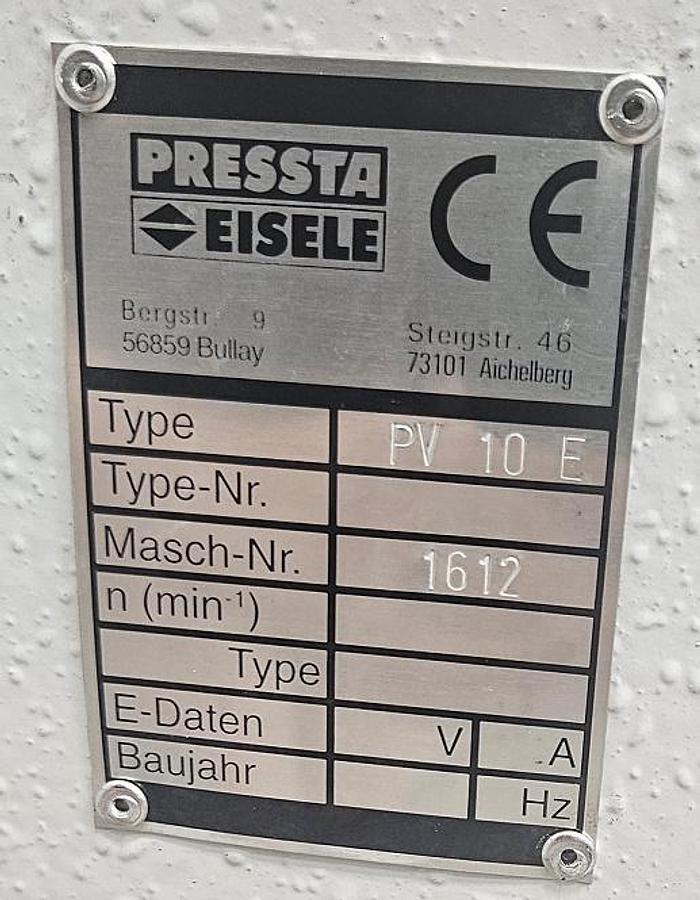 PRESSTA
EISELE
CE
Bergstr. 9
56859 Bullay
Steigstr. 46
73101 Aichelberg
Type PV 10 E
Type-Nr.
Masch-Nr. 1612
n (min⁻¹)
Type
E-Daten V A
Baujahr Hz